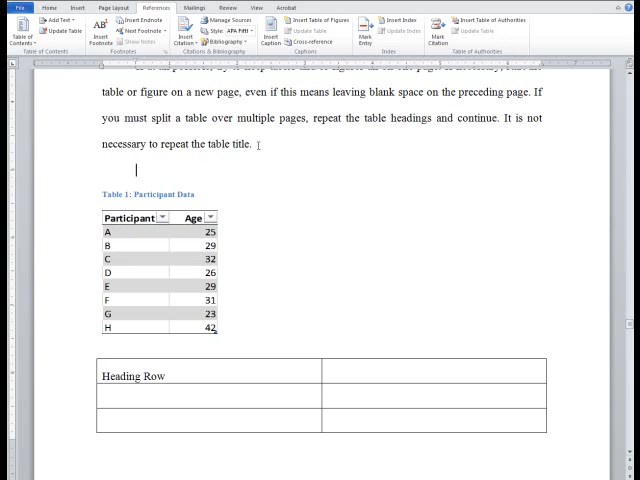 File Home Insert Page Layout References Mailings Review View Acrobat
Table of Contents Add Text Update Table
Insert Footnote Insert Endnote Next Footnote Show Notes
Insert Citation Manage Sources Style: APA Fifth Bibliography
Insert Caption Insert Table of Figures Update Table Cross-reference
Mark Entry Insert Index Update Index
Mark Citation Insert Table of Authorities Update Table
Table of Contents Footnotes Citations & Bibliography Captions Index Table of Authorities
table or figure on a new page, even if this means leaving blank space on the preceding page. If
you must split a table over multiple pages, repeat the table headings and continue. It is not
necessary to repeat the table title.
Table 1: Participant Data
Participant Age
A 25
B 29
C 32
D 26
E 29
F 31
G 23
H 42
Heading Row